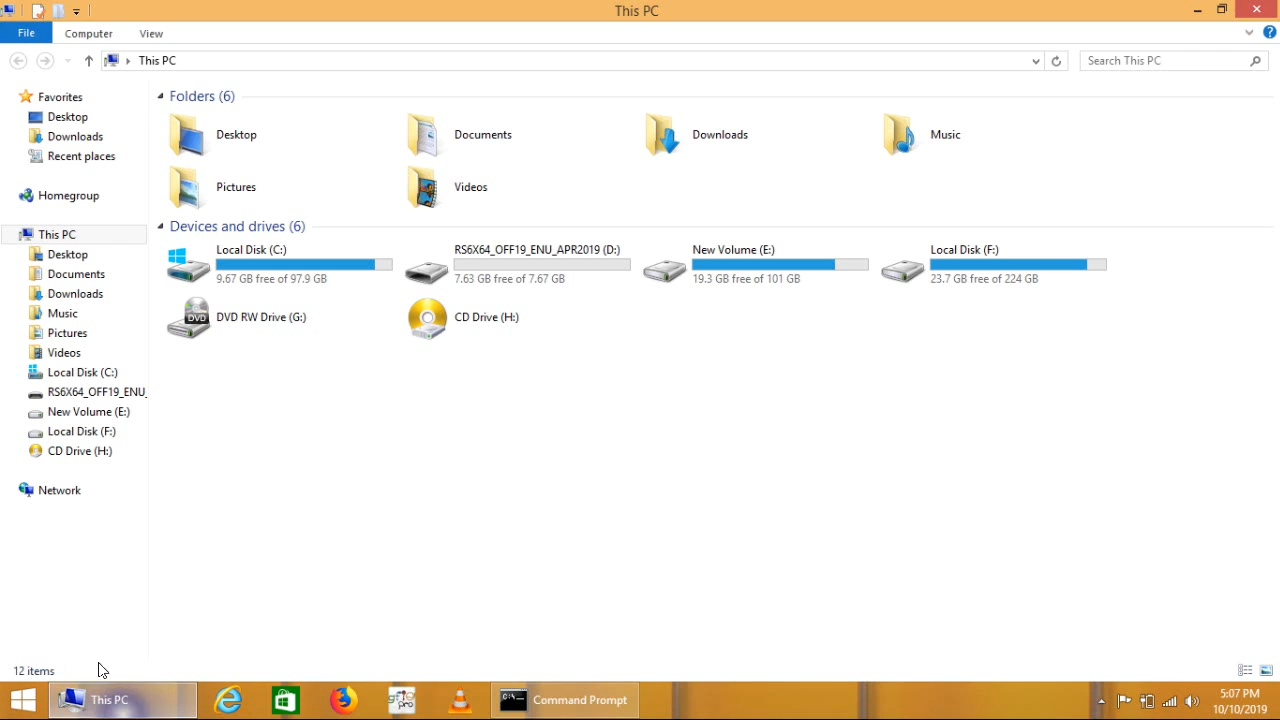 This PC
File
Computer
View
This PC
Search This PC
Favorites
Desktop
Downloads
Recent places
Homegroup
This PC
Desktop
Documents
Downloads
Music
Pictures
Videos
Local Disk (C:)
RS6X64_OFF19_ENU_
New Volume (E:)
Local Disk (F:)
CD Drive (H:)
Network
Folders (6)
Desktop
Documents
Downloads
Music
Pictures
Videos
Devices and drives (6)
Local Disk (C:)
9.67 GB free of 97.9 GB
RS6X64_OFF19_ENU_APR2019 (D:)
7.63 GB free of 7.67 GB
New Volume (E:)
19.3 GB free of 101 GB
Local Disk (F:)
23.7 GB free of 224 GB
DVD
DVD RW Drive (G:)
CD Drive (H:)
12 items
This PC
pro
C:\
Command Prompt
5:07 PM
10/10/2019